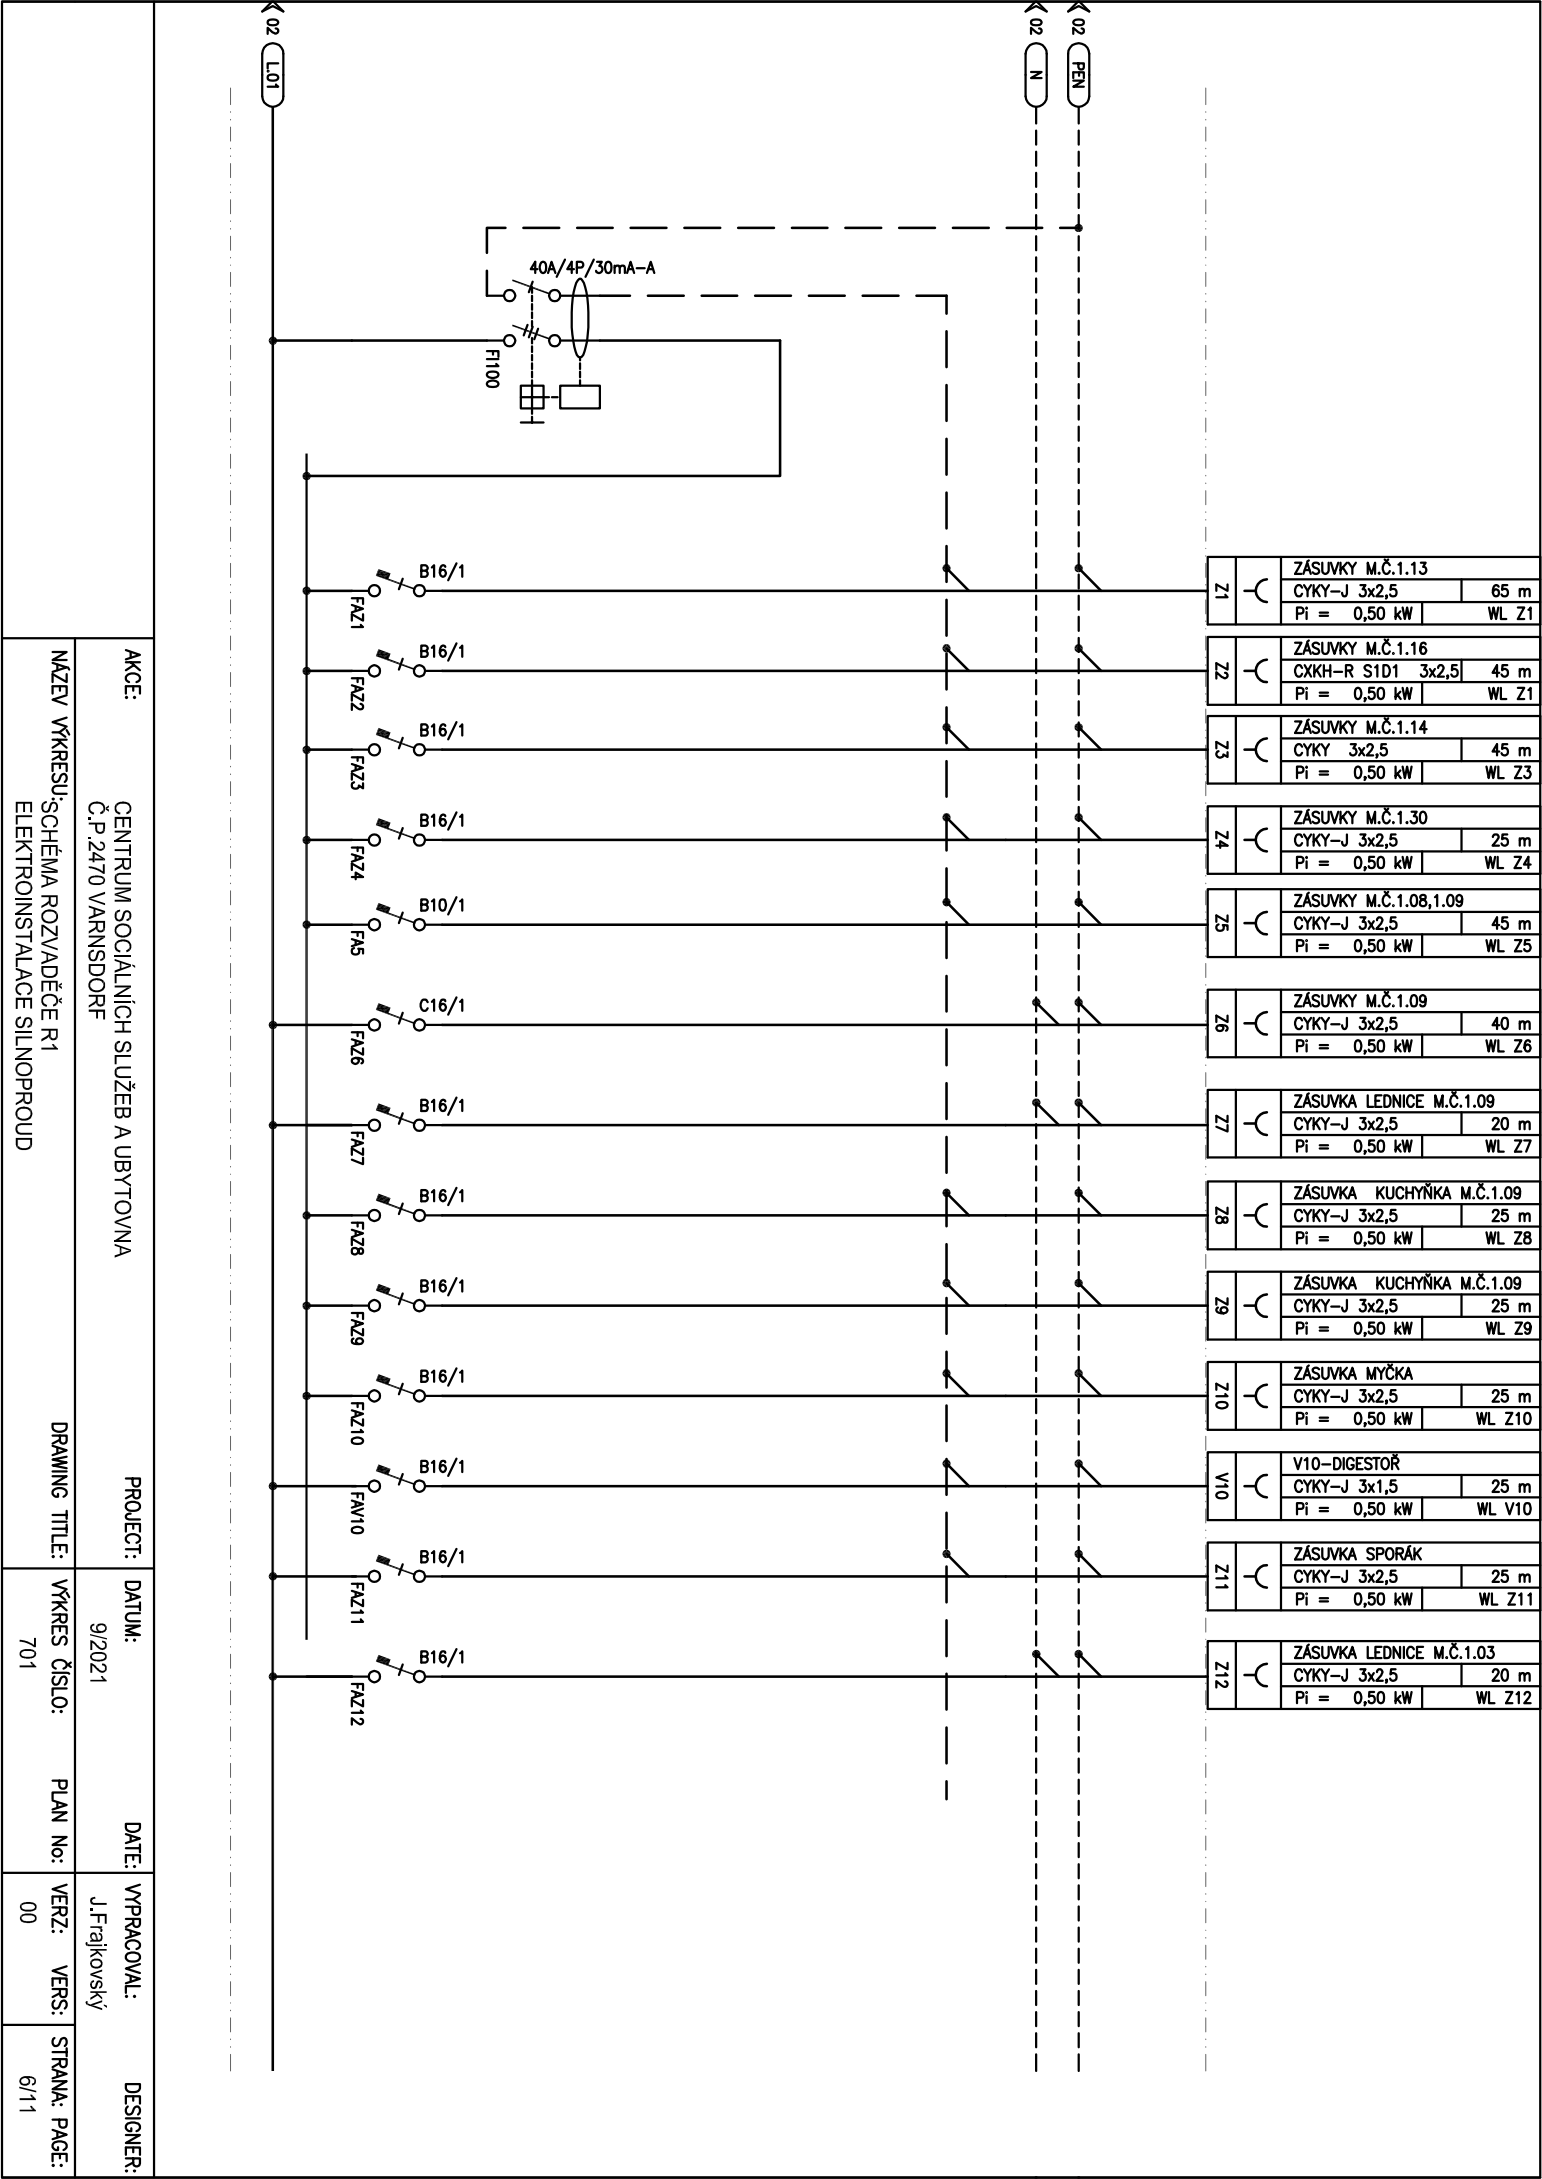 02
L.01
02
N
02
PEN
40A/4P/30mA-A
FI100
B16/1
FAZ1
Z1
ZÁSUVKY M.Č.1.13
CYKY-J 3x2,5 65 m
Pi = 0,50 kW WL Z1
B16/1
FAZ2
Z2
ZÁSUVKY M.Č.1.16
CXKH-R S1D1 3x2,5 45 m
Pi = 0,50 kW WL Z1
B16/1
FAZ3
Z3
ZÁSUVKY M.Č.1.14
CYKY 3x2,5 45 m
Pi = 0,50 kW WL Z3
B16/1
FAZ4
Z4
ZÁSUVKY M.Č.1.30
CYKY-J 3x2,5 25 m
Pi = 0,50 kW WL Z4
B10/1
FA5
Z5
ZÁSUVKY M.Č.1.08,1.09
CYKY-J 3x2,5 45 m
Pi = 0,50 kW WL Z5
C16/1
FAZ6
Z6
ZÁSUVKY M.Č.1.09
CYKY-J 3x2,5 40 m
Pi = 0,50 kW WL Z6
B16/1
FAZ7
Z7
ZÁSUVKA LEDNICE M.Č.1.09
CYKY-J 3x2,5 20 m
Pi = 0,50 kW WL Z7
B16/1
FAZ8
Z8
ZÁSUVKA KUCHYŇKA M.Č.1.09
CYKY-J 3x2,5 25 m
Pi = 0,50 kW WL Z8
B16/1
FAZ9
Z9
ZÁSUVKA KUCHYŇKA M.Č.1.09
CYKY-J 3x2,5 25 m
Pi = 0,50 kW WL Z9
B16/1
FAZ10
Z10
ZÁSUVKA MYČKA
CYKY-J 3x2,5 25 m
Pi = 0,50 kW WL Z10
B16/1
FAV10
V10
V10-DIGESTOŘ
CYKY-J 3x1,5 25 m
Pi = 0,50 kW WL V10
B16/1
FAZ11
Z11
ZÁSUVKA SPORÁK
CYKY-J 3x2,5 25 m
Pi = 0,50 kW WL Z11
B16/1
FAZ12
Z12
ZÁSUVKA LEDNICE M.Č.1.03
CYKY-J 3x2,5 20 m
Pi = 0,50 kW WL Z12
AKCE: PROJECT:
CENTRUM SOCIÁLNÍCH SLUŽEB A UBYTOVNA
Č.P.2470 VARNSDORF
NÁZEV VÝKRESU: DRAWING TITLE:
SCHÉMA ROZVADĚČE R1
ELEKTROINSTALACE SILNOPROUD
DATUM: DATE:
9/2021
VÝKRES ČÍSLO: PLAN No:
701
VYPRACOVAL: DESIGNER:
J.Frajkovský
VERZ: VERS:
00
STRANA: PAGE:
6/11